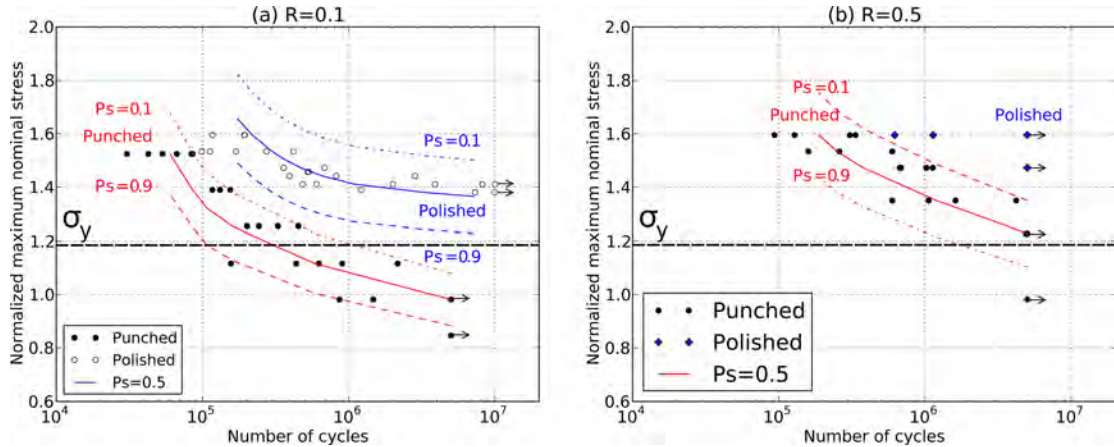 (a) R=0.1
Normalized maximum nominal stress
2.0
1.8
1.6
1.4
1.2
1.0
0.8
0.6
σy
Ps=0.1
Punched
Ps=0.9
Ps=0.1
Polished
Ps=0.9
Punched
Polished
Ps=0.5
10^4
10^5
10^6
10^7
Number of cycles
(b) R=0.5
Normalized maximum nominal stress
2.0
1.8
1.6
1.4
1.2
1.0
0.8
0.6
σy
Ps=0.1
Punched
Polished
Ps=0.9
Punched
Polished
Ps=0.5
10^4
10^5
10^6
10^7
Number of cycles